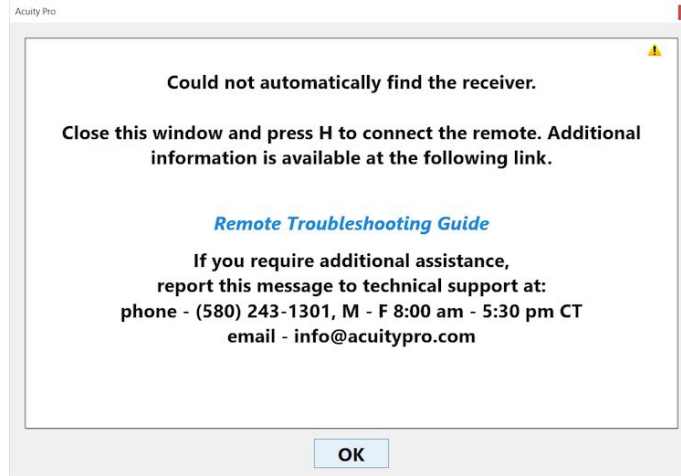 Acuity Pro
Could not automatically find the receiver.
Close this window and press H to connect the remote. Additional
information is available at the following link.
Remote Troubleshooting Guide
If you require additional assistance,
report this message to technical support at:
phone - (580) 243-1301, M - F 8:00 am - 5:30 pm CT
email - info@acuitypro.com
OK